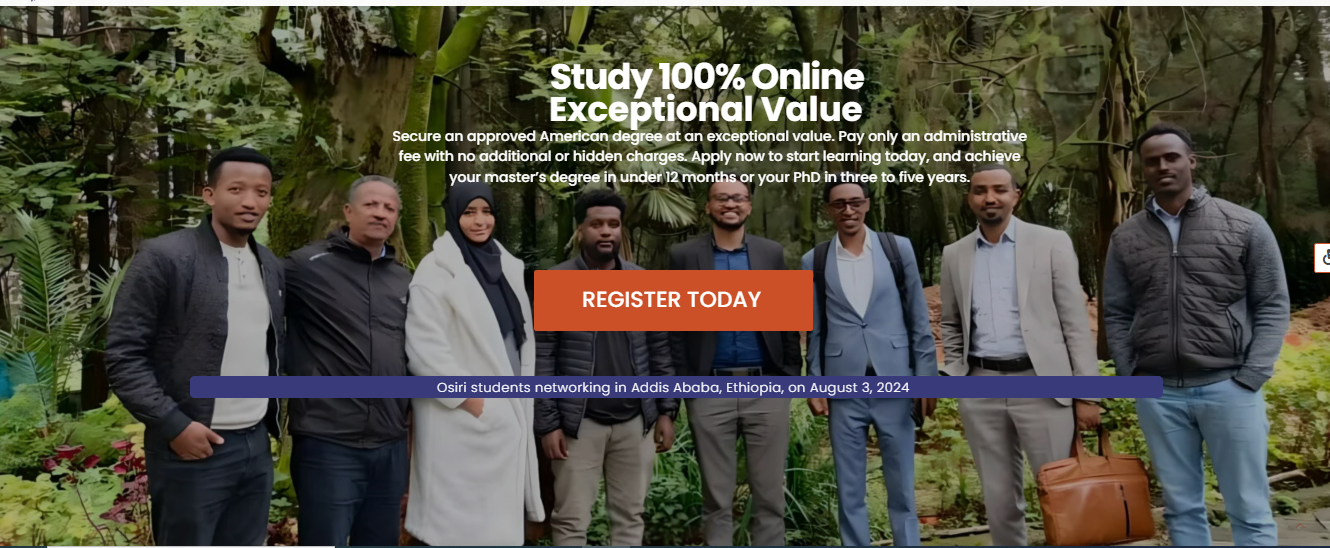 Study 100% Online
Exceptional Value
Secure an approved American degree at an exceptional value. Pay only an administrative
fee with no additional or hidden charges. Apply now to start learning today, and achieve
your master’s degree in under 12 months or your PhD in three to five years.
REGISTER TODAY
Osiri students networking in Addis Ababa, Ethiopia, on August 3, 2024